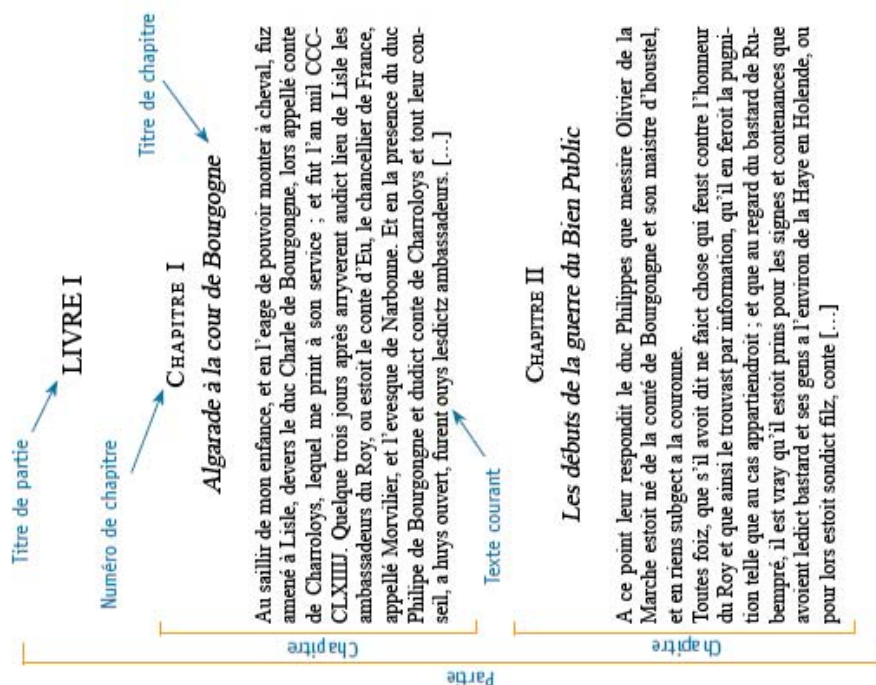 Titre de partie
LIVRE I
Numéro de chapitre
Titre de chapitre
CHAPITRE I
Algarade à la cour de Bourgogne
Au saillir de mon enfance, et en l'eage de pouvoir monter à cheval, fuz
amené à Lisle, devers le duc Charle de Bourgongne, lors appellé conte
de Charroloys, lequel me print à son service ; et fut l'an mil CCC-
CLXIIIJ. Quelque trois jours après arryverent audict lieu de Lisle les
ambassadeurs du Roy, ou estoit le conte d'Eu, le chancellier de France,
appellé Morvilier, et l'evesque de Narbonne. Et en la presence du duc
Philipe de Bourgongne et dudict conte de Charroloys et tout leur con-
seil, a huys ouvert, furent ouys lesdictz ambassadeurs. […]
Texte courant
Chapitre
CHAPITRE II
Les débuts de la guerre du Bien Public
A ce point leur respondit le duc Philippes que messire Olivier de la
Marche estoit né de la conté de Bourgongne et son maistre d'houstel,
et en riens subgect a la couronne.
Toutes foiz, que s'il avoit dit ne faict chose qui feust contre l'honneur
du Roy et que ainsi le trouvast par information, qu'il en feroit la pugni-
tion telle que au cas appartiendroit ; et que au regard du bastard de Ru-
bempré, il est vray qu'il estoit prins pour les signes et contenances que
avoient ledict bastard et ses gens a l'environ de la Haye en Holende, ou
pour lors estoit sondict filz, conte […]
Chapitre
Partie